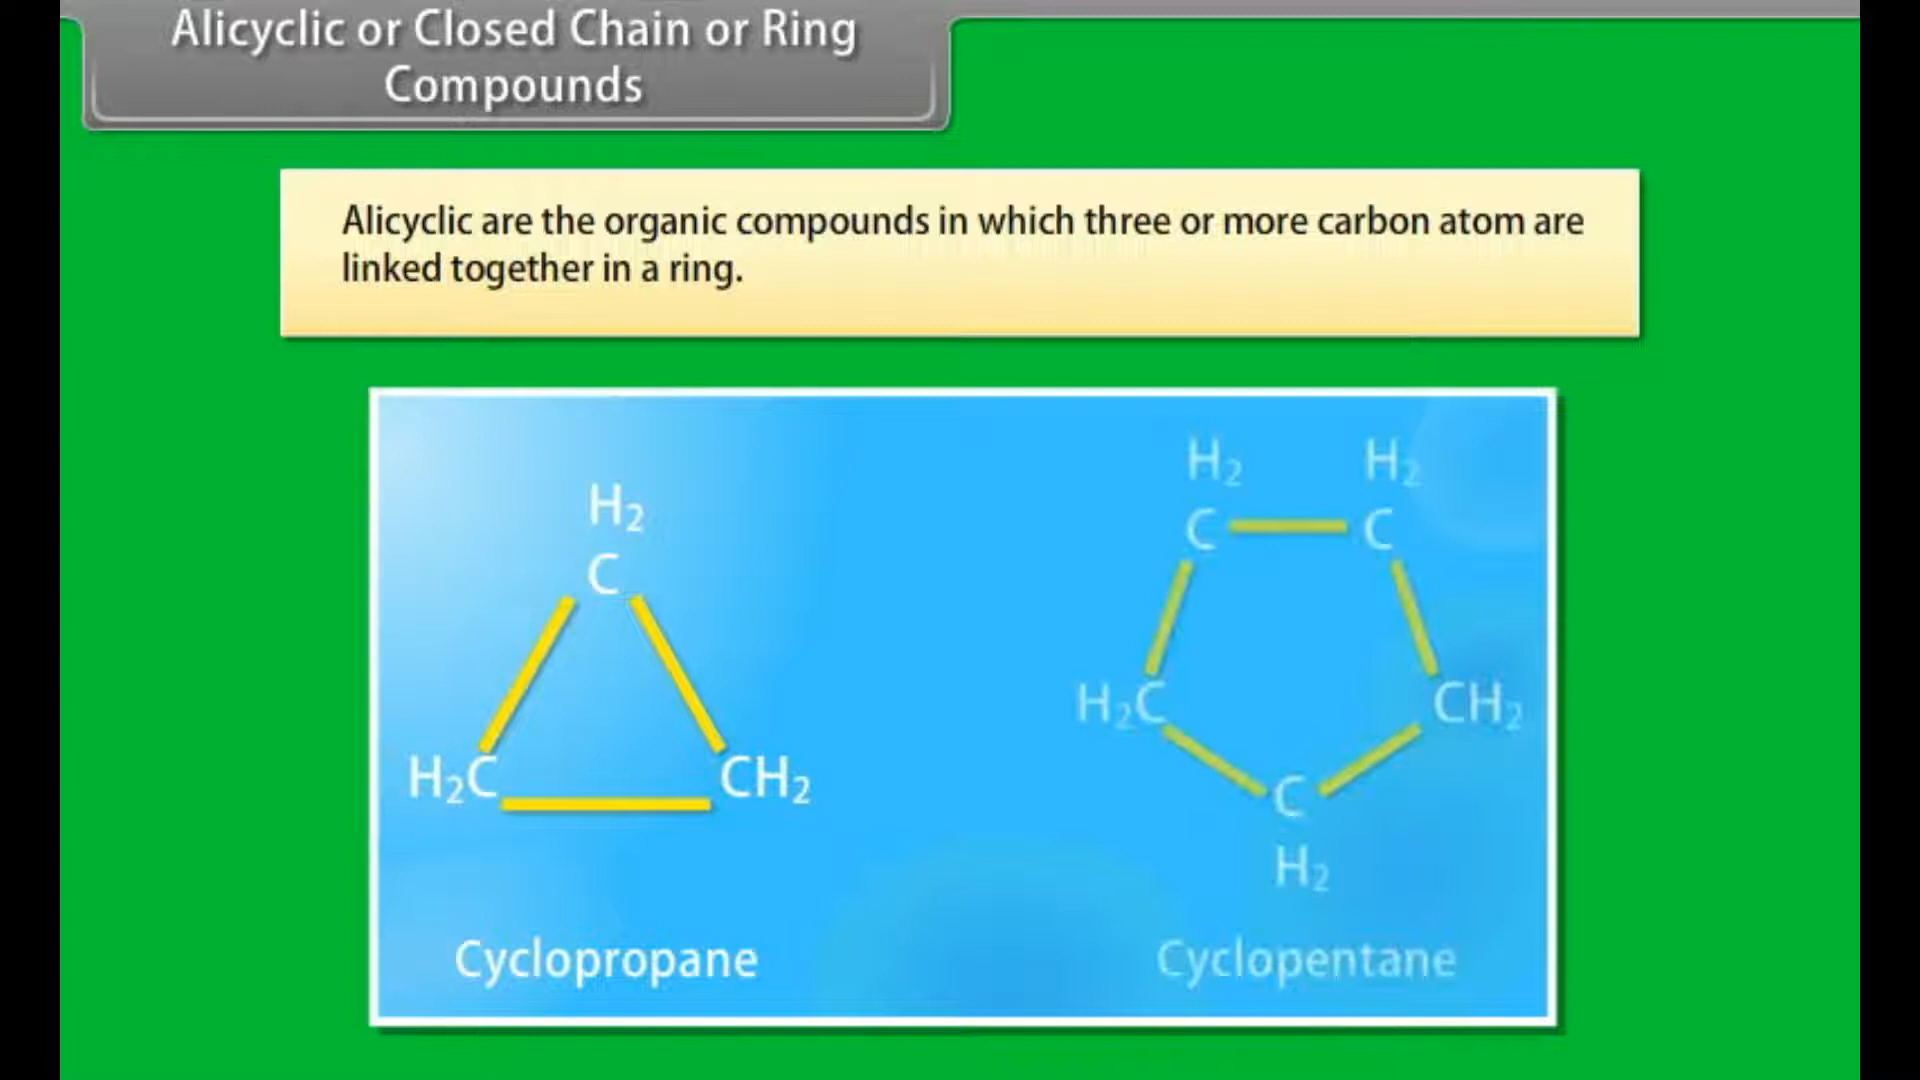 Alicyclic or Closed Chain or Ring
Compounds
Alicyclic are the organic compounds in which three or more carbon atom are
linked together in a ring.
H₂
C
H₂C
CH₂
Cyclopropane
H₂ H₂
C C
H₂C CH₂
C
H₂
Cyclopentane